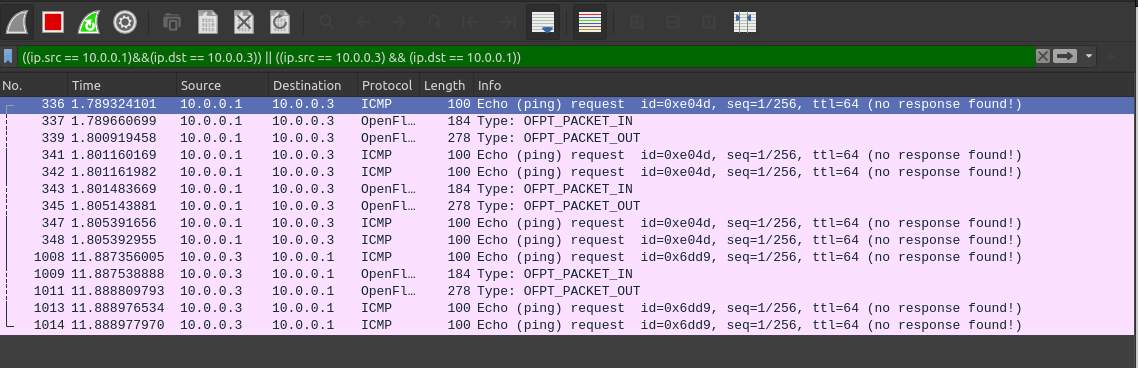 ((ip.src == 10.0.0.1)&&(ip.dst == 10.0.0.3)) || ((ip.src == 10.0.0.3) && (ip.dst == 10.0.0.1))
No. Time Source Destination Protocol Length Info
336 1.789324101 10.0.0.1 10.0.0.3 ICMP 100 Echo (ping) request id=0xe04d, seq=1/256, ttl=64 (no response found!)
337 1.789660699 10.0.0.1 10.0.0.3 OpenFl… 184 Type: OFPT_PACKET_IN
339 1.800919458 10.0.0.1 10.0.0.3 OpenFl… 278 Type: OFPT_PACKET_OUT
341 1.801160169 10.0.0.1 10.0.0.3 ICMP 100 Echo (ping) request id=0xe04d, seq=1/256, ttl=64 (no response found!)
342 1.801161982 10.0.0.1 10.0.0.3 ICMP 100 Echo (ping) request id=0xe04d, seq=1/256, ttl=64 (no response found!)
343 1.801483669 10.0.0.1 10.0.0.3 OpenFl… 184 Type: OFPT_PACKET_IN
345 1.805143881 10.0.0.1 10.0.0.3 OpenFl… 278 Type: OFPT_PACKET_OUT
347 1.805391656 10.0.0.1 10.0.0.3 ICMP 100 Echo (ping) request id=0xe04d, seq=1/256, ttl=64 (no response found!)
348 1.805392955 10.0.0.1 10.0.0.3 ICMP 100 Echo (ping) request id=0xe04d, seq=1/256, ttl=64 (no response found!)
1008 11.887356005 10.0.0.3 10.0.0.1 ICMP 100 Echo (ping) request id=0x6dd9, seq=1/256, ttl=64 (no response found!)
1009 11.887538888 10.0.0.3 10.0.0.1 OpenFl… 184 Type: OFPT_PACKET_IN
1011 11.888809793 10.0.0.3 10.0.0.1 OpenFl… 278 Type: OFPT_PACKET_OUT
1013 11.888976534 10.0.0.3 10.0.0.1 ICMP 100 Echo (ping) request id=0x6dd9, seq=1/256, ttl=64 (no response found!)
1014 11.888977970 10.0.0.3 10.0.0.1 ICMP 100 Echo (ping) request id=0x6dd9, seq=1/256, ttl=64 (no response found!)